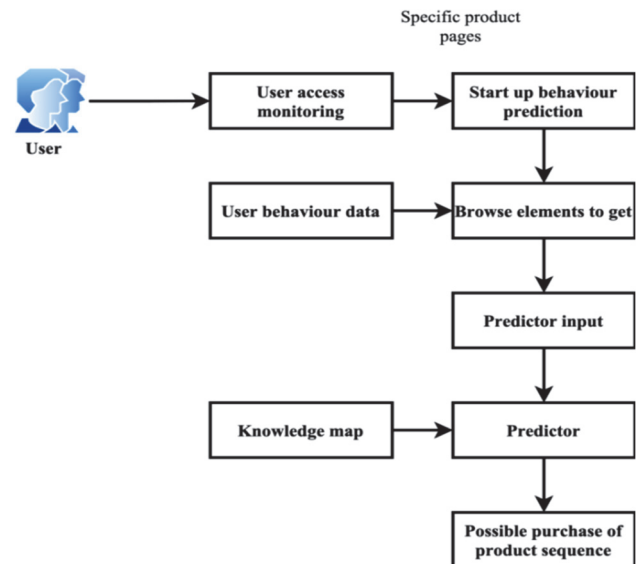 Specific product
pages
User access
monitoring
Start up behaviour
prediction
User
User behaviour data
Browse elements to get
Predictor input
Knowledge map
Predictor
Possible purchase of
product sequence